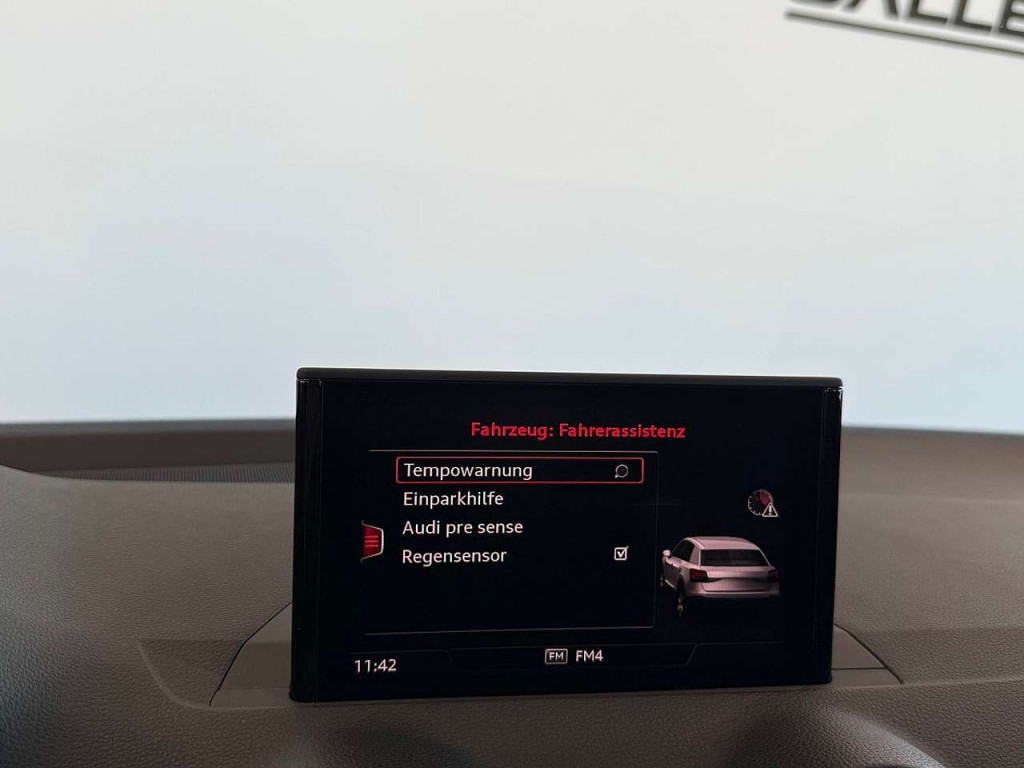 Fahrzeug: Fahrerassistenz
Tempowarnung
Einparkhilfe
Audi pre sense
Regensensor
11:42
FM FM4